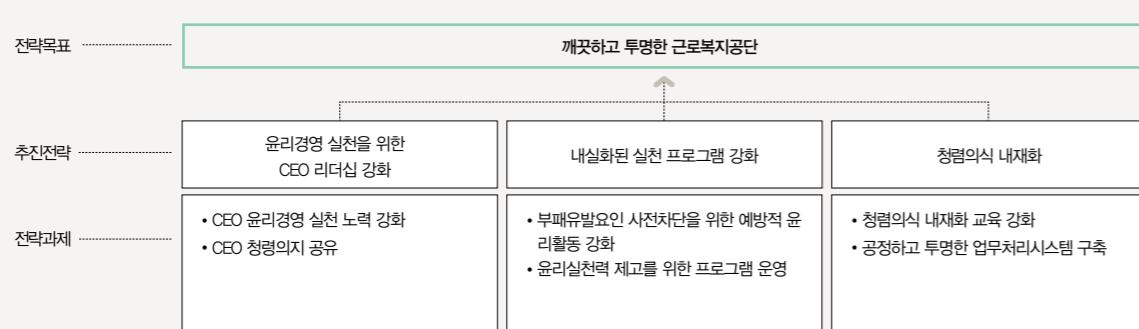 전략목표
깨끗하고 투명한 근로복지공단
추진전략
윤리경영 실천을 위한
CEO 리더십 강화
내실화된 실천 프로그램 강화
청렴의식 내재화
전략과제
• CEO 윤리경영 실천 노력 강화
• CEO 청령의지 공유
• 부패유발요인 사전차단을 위한 예방적 윤
리활동 강화
• 윤리실천력 제고를 위한 프로그램 운영
• 청렴의식 내재화 교육 강화
• 공정하고 투명한 업무처리시스템 구축